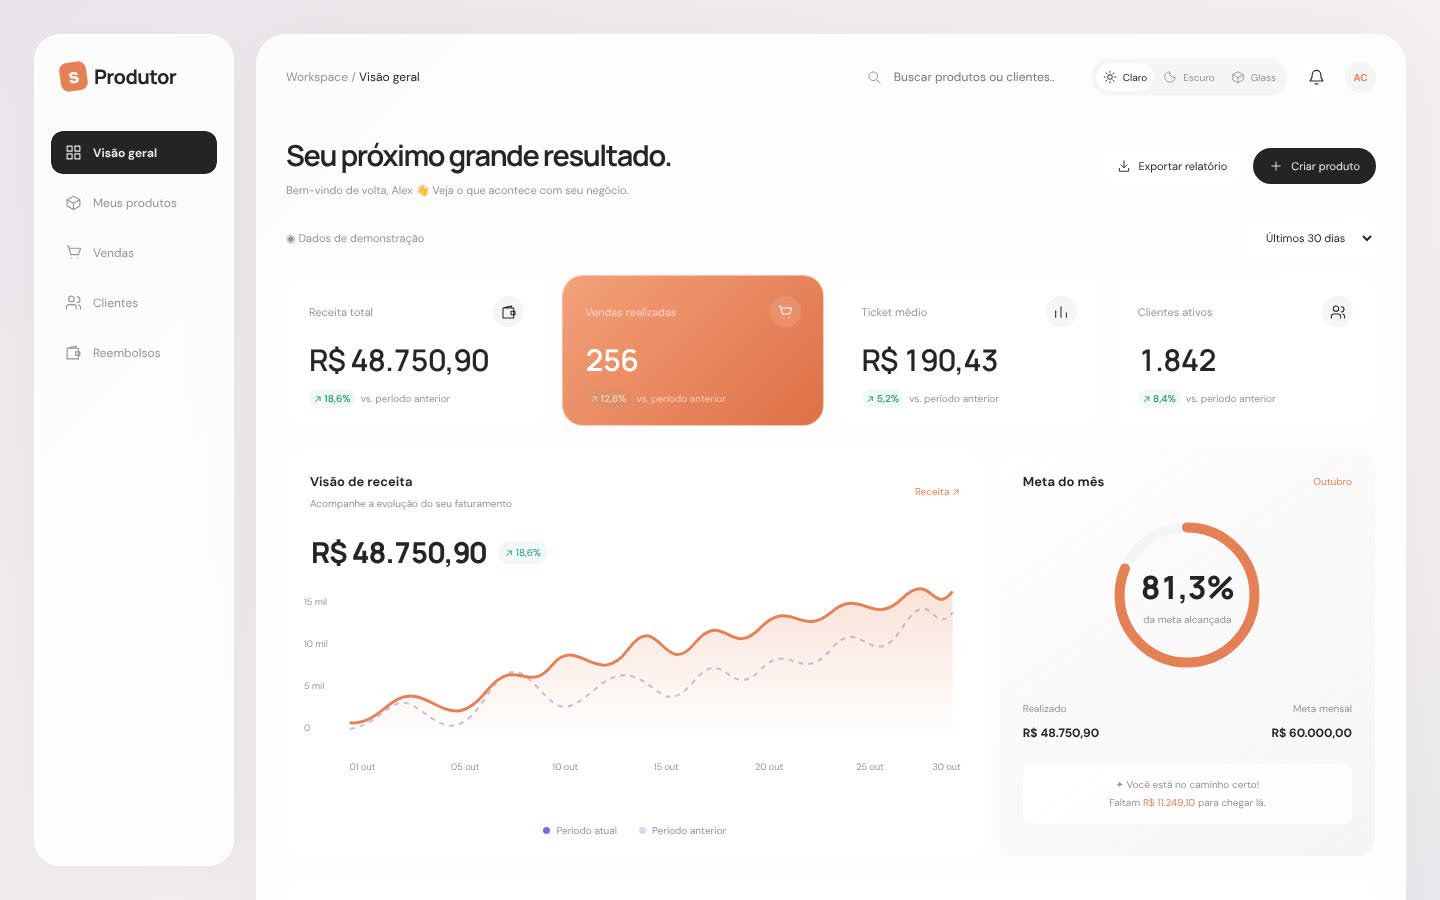 S Produtor
Visão geral
Meus produtos
Vendas
Clientes
Reembolsos
Workspace / Visão geral
Buscar produtos ou clientes..
Claro
Escuro
Glass
AC
Seu próximo grande resultado.
Bem-vindo de volta, Alex 👋 Veja o que acontece com seu negócio.
Exportar relatório
+ Criar produto
◉ Dados de demonstração
Últimos 30 dias
Receita total
R$ 48.750,90
↗ 18,6% vs. período anterior
Vendas realizadas
256
↗ 12,8% vs. período anterior
Ticket médio
R$ 190,43
↗ 5,2% vs. período anterior
Clientes ativos
1.842
↗ 8,4% vs. período anterior
Visão de receita
Acompanhe a evolução do seu faturamento
Receita ↗
R$ 48.750,90 ↗ 18,6%
15 mil
10 mil
5 mil
0
01 out
05 out
10 out
15 out
20 out
25 out
30 out
Período atual
Período anterior
Meta do mês
Outubro
81,3%
da meta alcançada
Realizado
Meta mensal
R$ 48.750,90
R$ 60.000,00
✦ Você está no caminho certo!
Faltam R$ 11.249,10 para chegar lá.